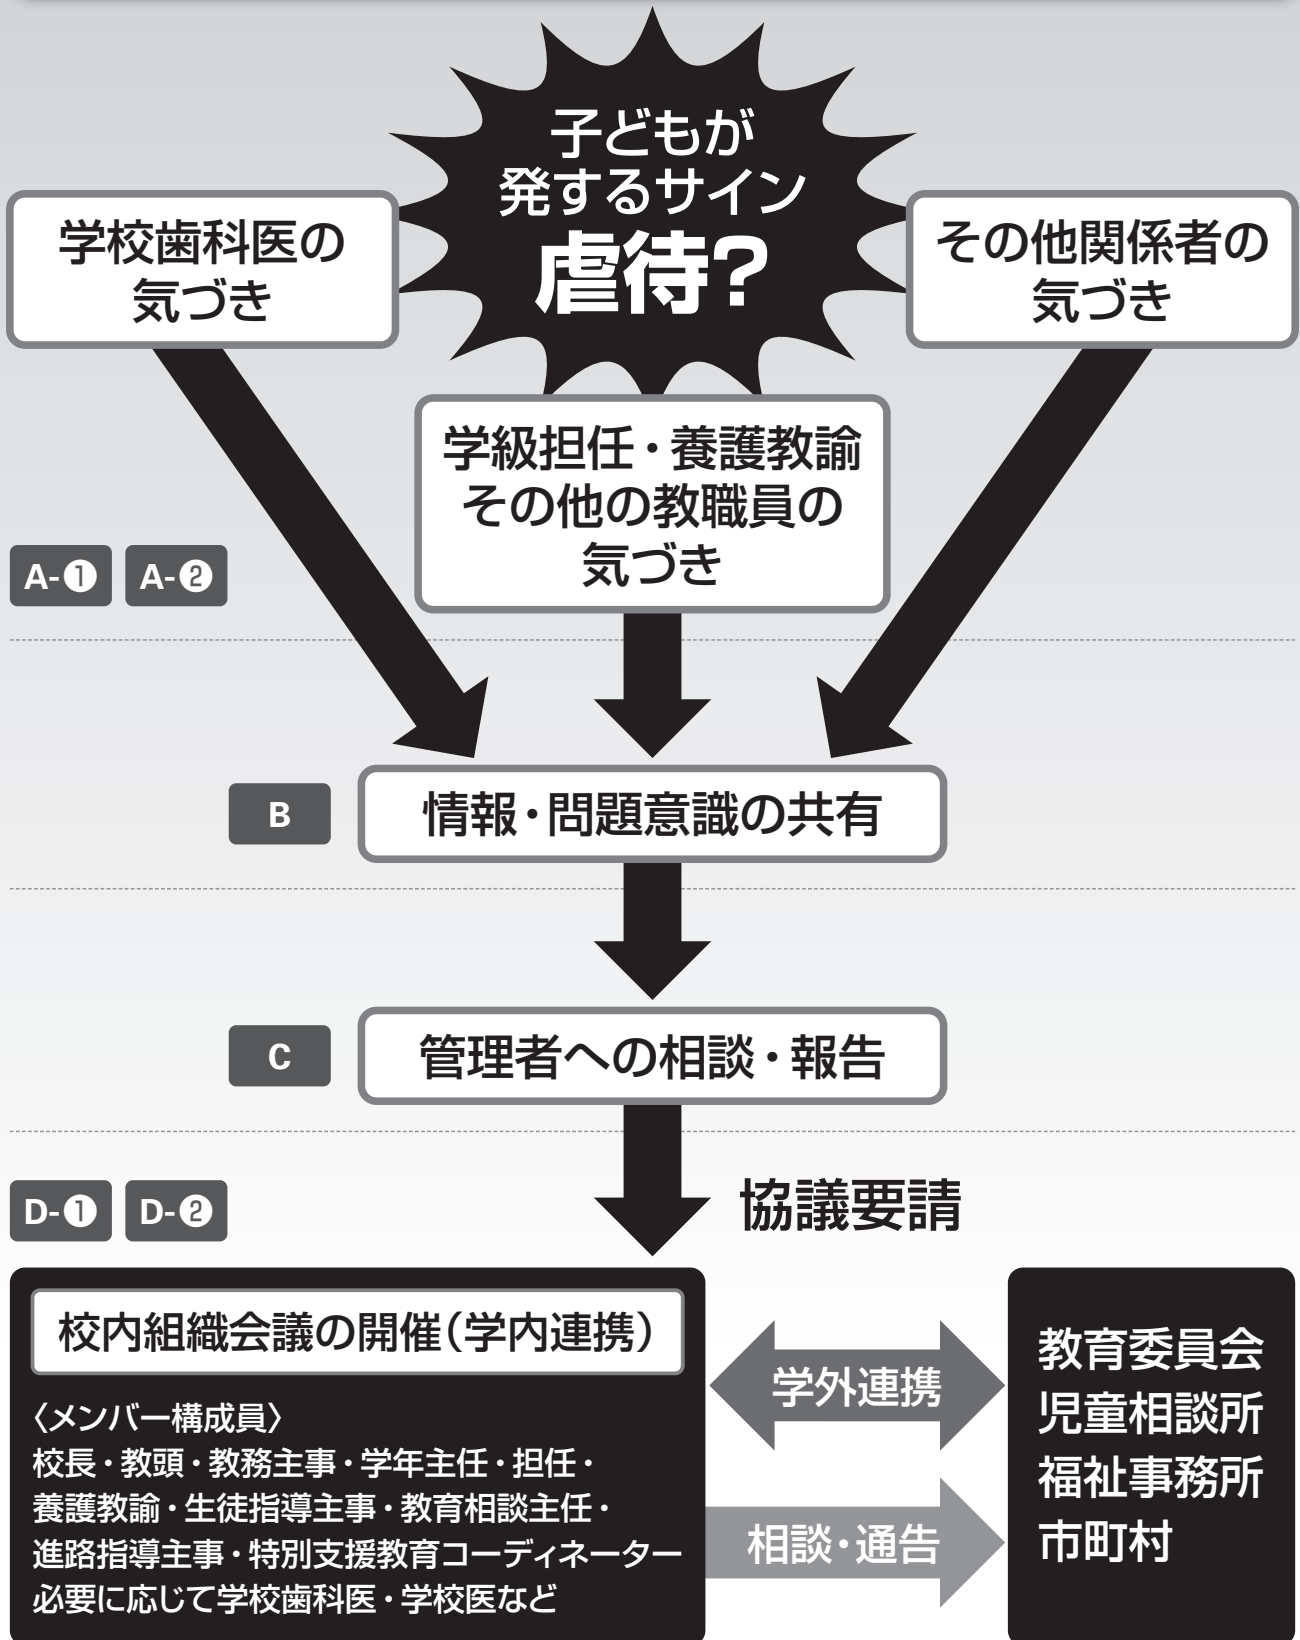 子どもが
発するサイン
虐待?
学校歯科医の
気づき
その他関係者の
気づき
学級担任・養護教諭
その他の教職員の
気づき
A-❶ A-❷
B
情報・問題意識の共有
C
管理者への相談・報告
D-❶ D-❷
協議要請
校内組織会議の開催(学内連携)
〈メンバー構成員〉
校長・教頭・教務主事・学年主任・担任・
養護教諭・生徒指導主事・教育相談主任・
進路指導主事・特別支援教育コーディネーター
必要に応じて学校歯科医・学校医など
学外連携
相談・通告
教育委員会
児童相談所
福祉事務所
市町村